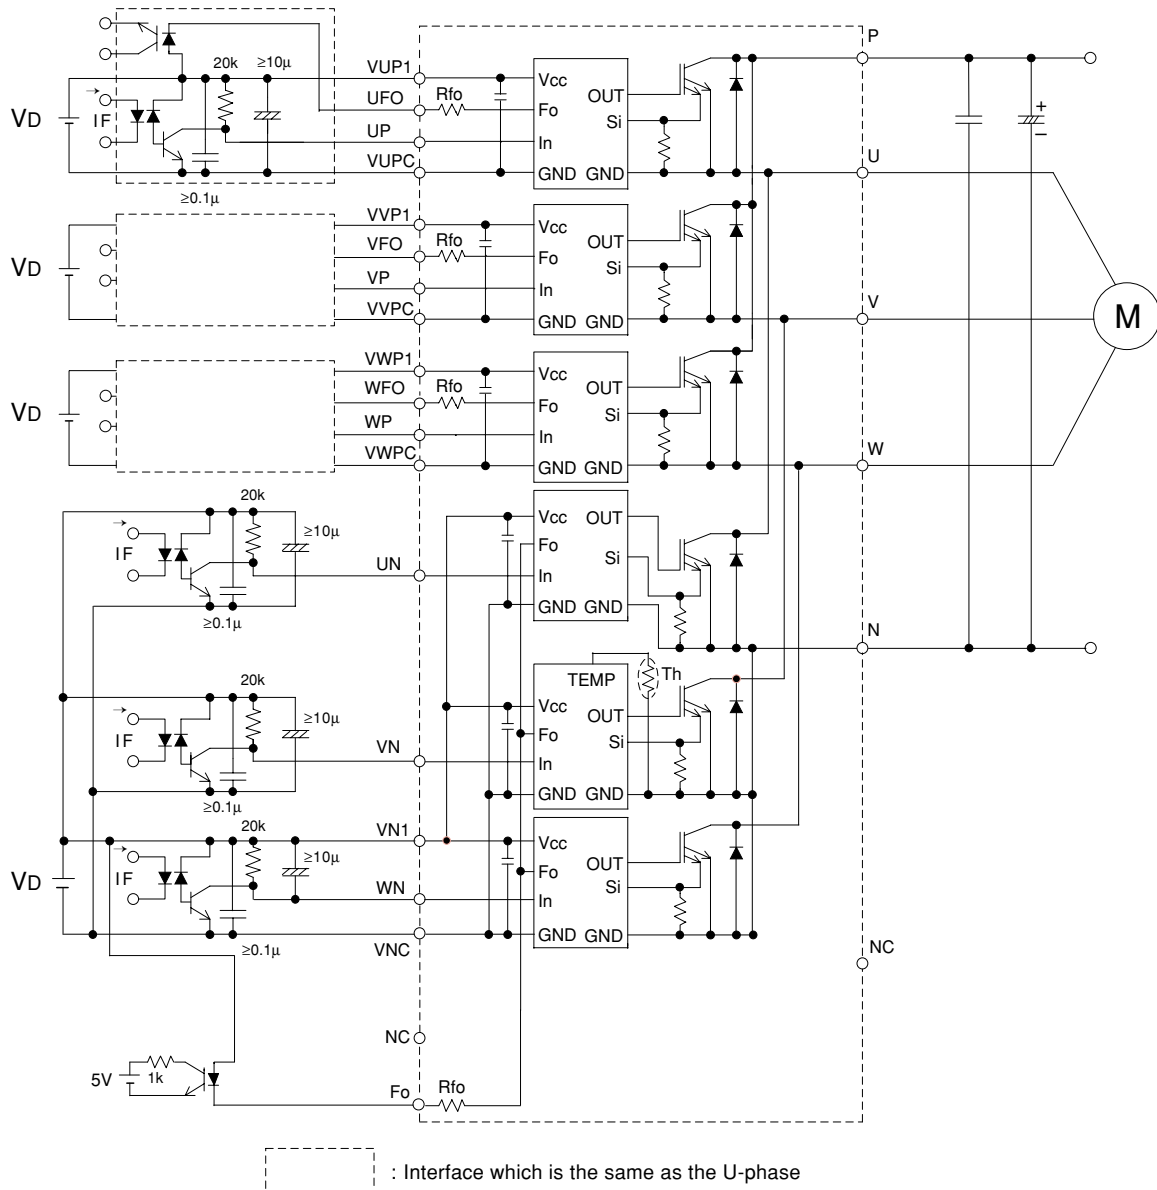 P
20k ≥10µ VUP1
Vcc
UFO Rfo OUT
VD IF Fo
Si
UP
In
U
VUPC
GND GND
≥0.1µ
VVP1
Vcc
VFO Rfo OUT
VD Fo
Si
VP
In
V
VVPC
GND GND
M
VWP1
Vcc
WFO Rfo OUT
VD Fo
Si
WP
In
W
VWPC
GND GND
20k
Vcc OUT
≥10µ
IF Fo
Si
UN
In
GND GND
≥0.1µ
N
Th
TEMP
20k
Vcc
≥10µ OUT
IF Fo
VN Si
In
GND GND
≥0.1µ
20k VN1
Vcc
≥10µ
OUT
VD IF Fo
WN Si
In
GND GND
VNC
≥0.1µ
NC
NC
5V 1k
Fo Rfo
+
–
: Interface which is the same as the U-phase